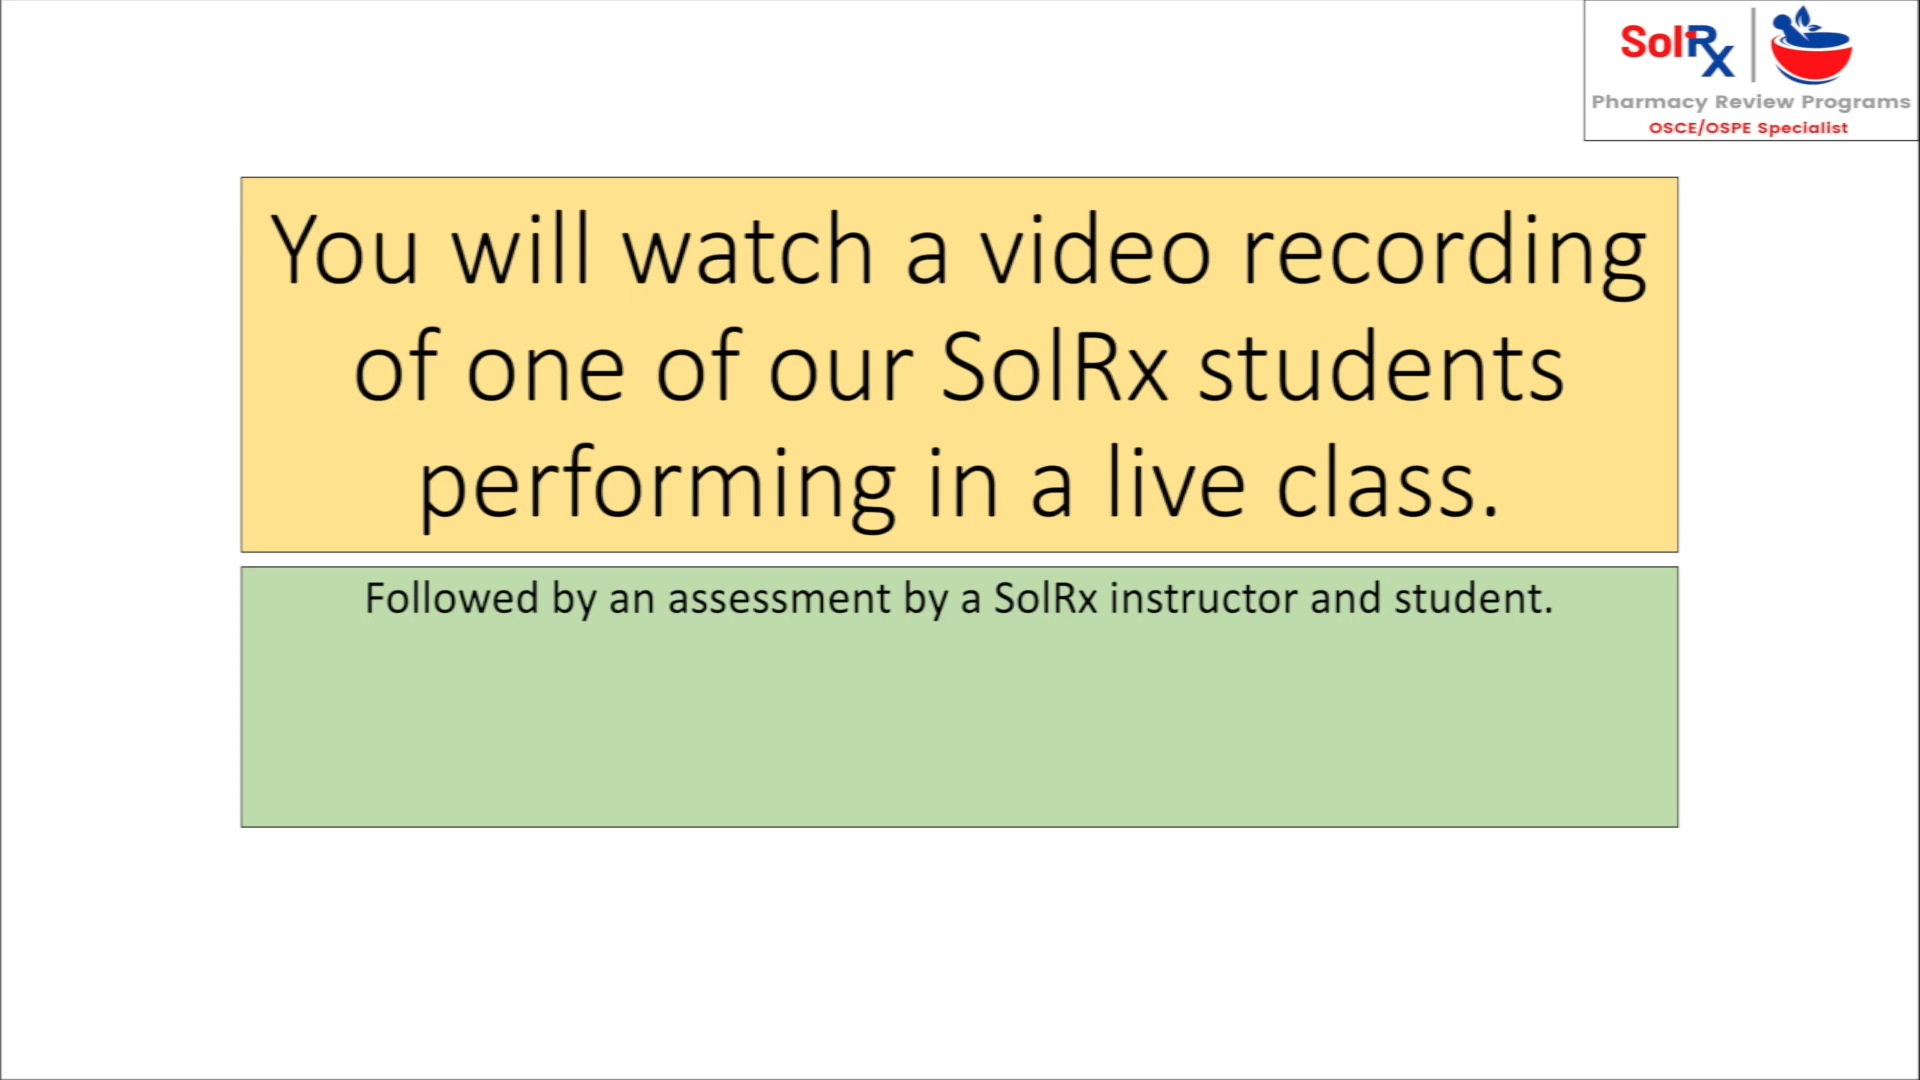 SolRx
Pharmacy Review Programs
OSCE/OSPE Specialist
You will watch a video recording
of one of our SolRx students
performing in a live class.
Followed by an assessment by a SolRx instructor and student.